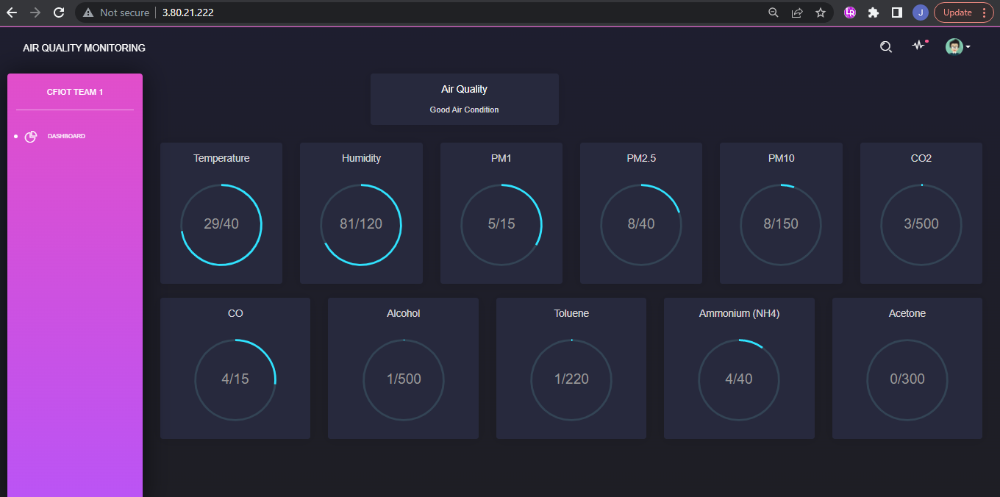 Not secure
3.80.21.222
J
Update
AIR QUALITY MONITORING
CFIOT TEAM 1
DASHBOARD
Air Quality
Good Air Condition
Temperature
29/40
Humidity
81/120
PM1
5/15
PM2.5
8/40
PM10
8/150
CO2
3/500
CO
4/15
Alcohol
1/500
Toluene
1/220
Ammonium (NH4)
4/40
Acetone
0/300